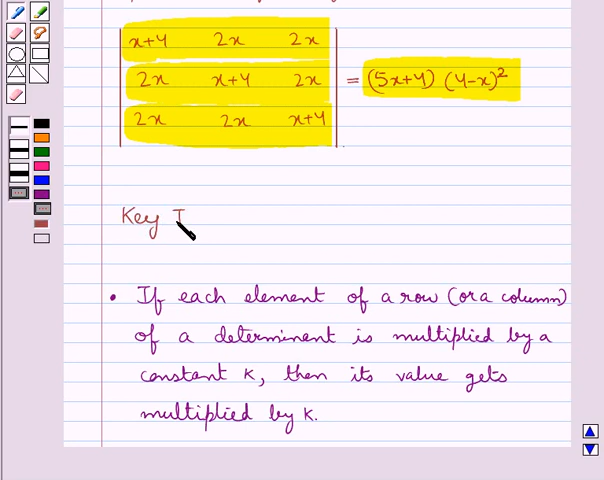 x+4 2x 2x
2x x+4 2x = (5x+4) (4-x)²
2x 2x x+4
Key I
• If each element of a row (or a column)
of a determinent is multiplied by a
constant K, then its value gets
multiplied by K.